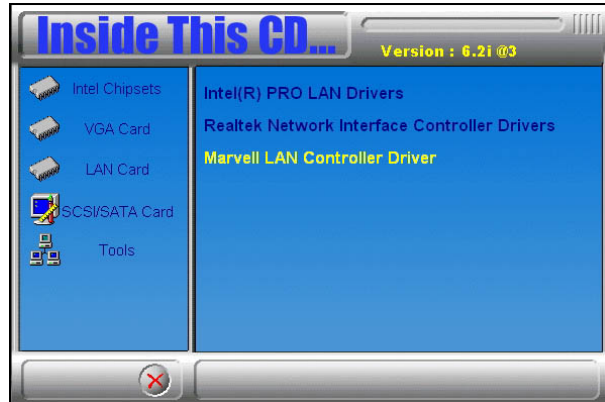 Inside This CD...
Version : 6.2i @3
Intel Chipsets
VGA Card
LAN Card
SCSI/SATA Card
Tools
Intel(R) PRO LAN Drivers
Realtek Network Interface Controller Drivers
Marvell LAN Controller Driver